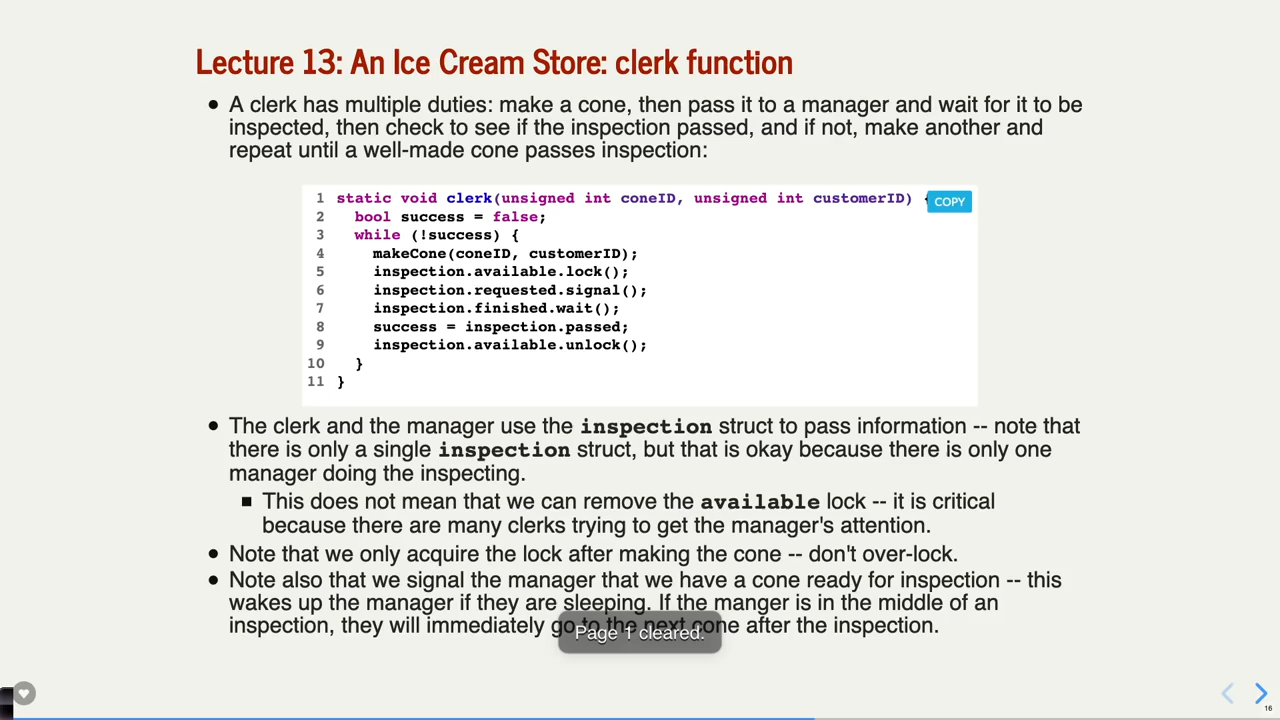 Lecture 13: An Ice Cream Store: clerk function
• A clerk has multiple duties: make a cone, then pass it to a manager and wait for it to be
inspected, then check to see if the inspection passed, and if not, make another and
repeat until a well-made cone passes inspection:
1 static void clerk(unsigned int coneID, unsigned int customerID) {
COPY
2 bool success = false;
3 while (!success) {
4 makeCone(coneID, customerID);
5 inspection.available.lock();
6 inspection.requested.signal();
7 inspection.finished.wait();
8 success = inspection.passed;
9 inspection.available.unlock();
10 }
11 }
• The clerk and the manager use the inspection struct to pass information -- note that
there is only a single inspection struct, but that is okay because there is only one
manager doing the inspecting.
▪ This does not mean that we can remove the available lock -- it is critical
because there are many clerks trying to get the manager's attention.
• Note that we only acquire the lock after making the cone -- don't over-lock.
• Note also that we signal the manager that we have a cone ready for inspection -- this
wakes up the manager if they are sleeping. If the manger is in the middle of an
inspection, they will immediately go to the next cone after the inspection.
Page 1 cleared.
16